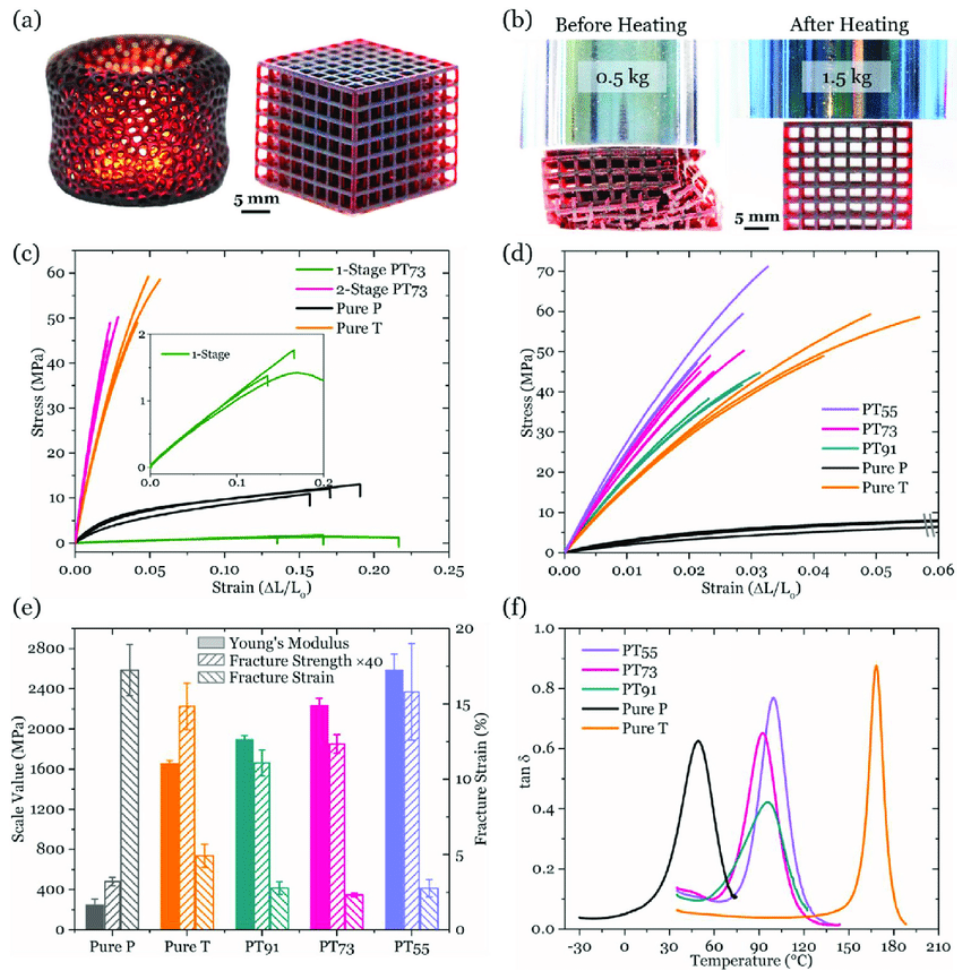 (a)
5 mm
(b)
Before Heating
After Heating
0.5 kg
1.5 kg
5 mm
(c)
60
50
40
30
20
10
0
Stress (MPa)
1-Stage PT73
2-Stage PT73
Pure P
Pure T
2
1
0
1-Stage
0.0
0.1
0.2
0.00
0.05
0.10
0.15
0.20
0.25
Strain (ΔL/L₀)
(d)
70
60
50
40
30
20
10
0
Stress (MPa)
PT55
PT73
PT91
Pure P
Pure T
0.00
0.01
0.02
0.03
0.04
0.05
0.06
Strain (ΔL/L₀)
(e)
2800
2400
2000
1600
1200
800
400
0
Scale Value (MPa)
Young's Modulus
Fracture Strength ×40
Fracture Strain
20
15
10
5
0
Fracture Strain (%)
Pure P
Pure T
PT91
PT73
PT55
(f)
1.0
0.8
0.6
0.4
0.2
0.0
tan δ
PT55
PT73
PT91
Pure P
Pure T
-30
0
30
60
90
120
150
180
210
Temperature (°C)